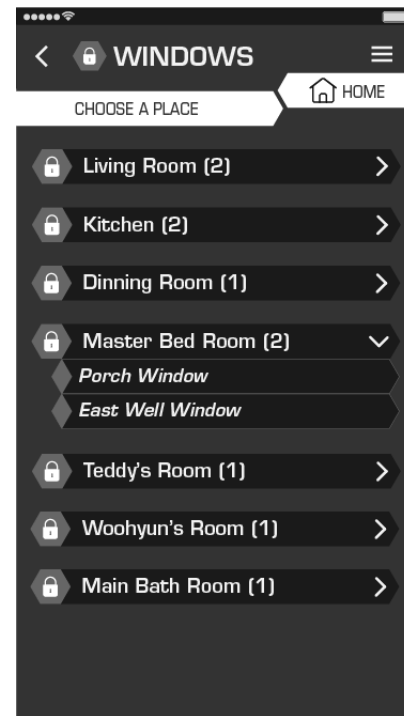 WINDOWS
HOME
CHOOSE A PLACE
Living Room (2)
Kitchen (2)
Dinning Room (1)
Master Bed Room (2)
Porch Window
East Well Window
Teddy's Room (1)
Woohyun's Room (1)
Main Bath Room (1)